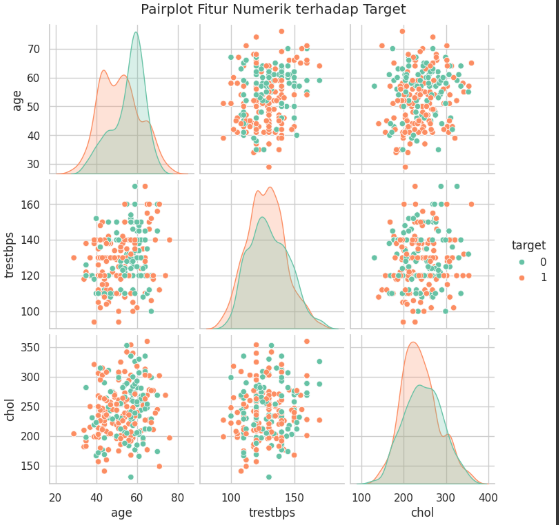 Pairplot Fitur Numerik terhadap Target
age
70
60
50
40
30
trestbps
160
140
120
100
target
0
1
chol
350
300
250
200
150
20 40 60 80
100 150
100 200 300 400
age
trestbps
chol